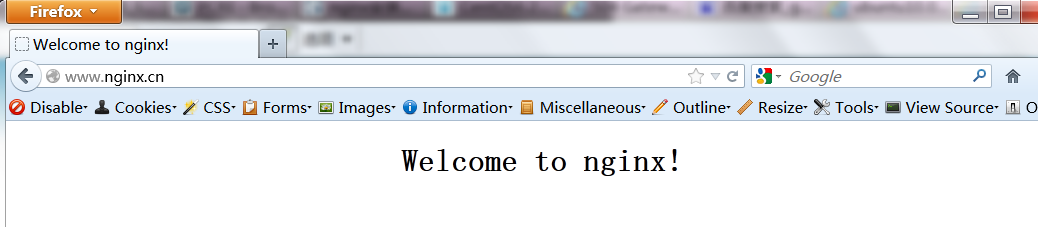 Firefox
Welcome to nginx!
www.nginx.cn
Google
Disable Cookies CSS Forms Images Information Miscellaneous Outline Resize Tools View Source O
Welcome to nginx!